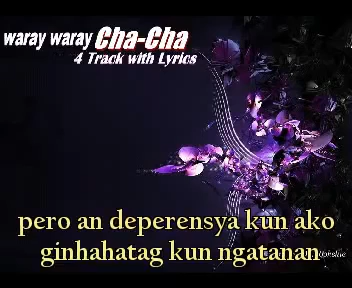 waray waray Cha-Cha
4 Track with Lyrics
pero an deperensya kun ako
ginhahatag kun ngatanan